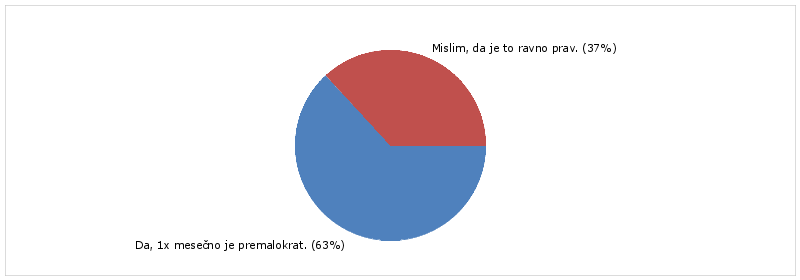 Mislim, da je to ravno prav. (37%)
Da, 1x mesečno je premalokrat. (63%)